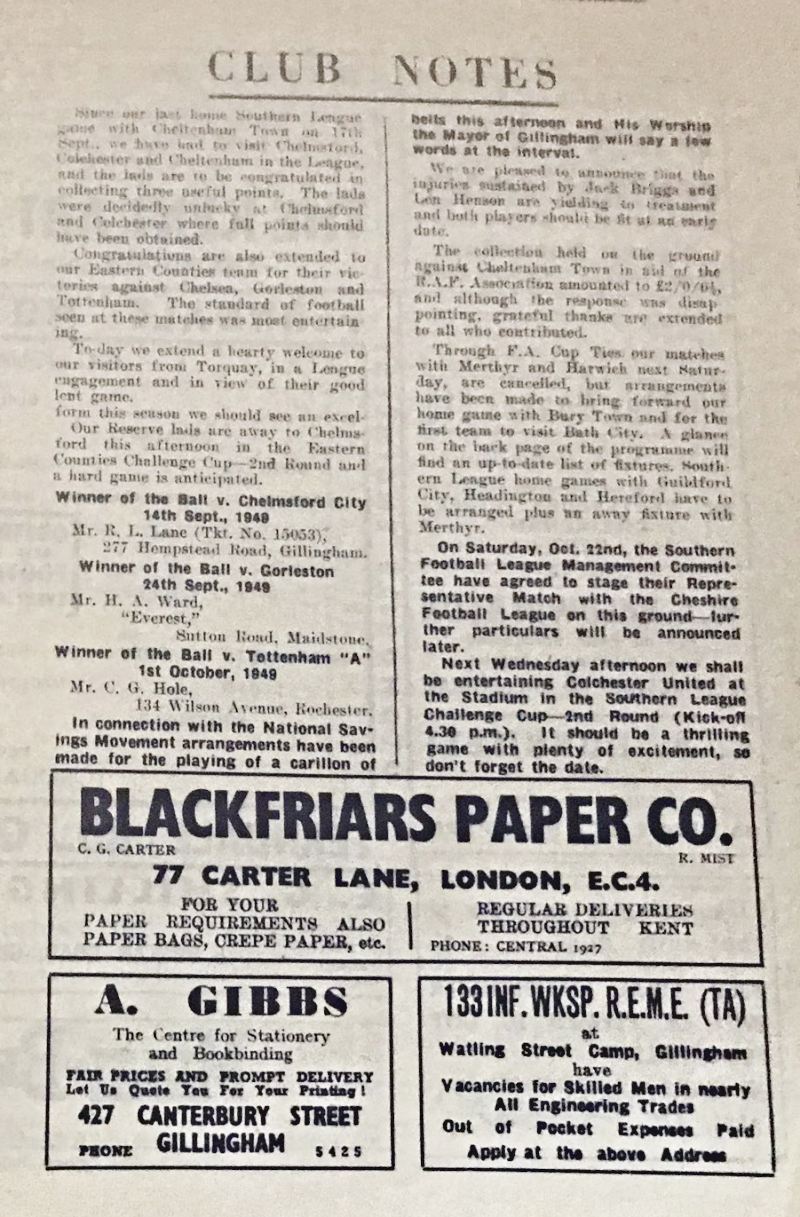 CLUB NOTES
Since our last home Southern League
game with Cheltenham Town on 17th
Sept., we have had to visit Chelmsford,
Colchester and Cheltenham in the League,
and the lads are to be congratulated in
collecting three useful points. The lads
were decidedly unlucky at Chelmsford
and Colchester where full points should
have been obtained.
Congratulations are also extended to
our Eastern Counties team for their vic-
tories against Chelsea, Gorleston and
Tottenham. The standard of football
seen at these matches was most entertain
ing.
To-day we extend a hearty welcome to
our visitors from Torquay, in a League
engagement and in view of their good
lent game.
form this season we should see an excel-
Our Reserve lads are away to Chelms-
ford this afternoon in the Eastern
Counties Challenge Cup—2nd Round and
a hard game is anticipated.
Winner of the Ball v. Chelmsford City
14th Sept., 1949
Mr. R. L. Lane (Tkt. No. 15053),
277 Hempstead Road, Gillingham.
Winner of the Ball v. Gorleston
24th Sept., 1949
Mr. H. A. Ward,
"Everest,"
Sutton Road, Maidstone.
Winner of the Ball v. Tottenham "A"
1st October, 1949
Mr. C. G. Hole,
134 Wilson Avenue, Rochester.
In connection with the National Sav-
ings Movement arrangements have been
made for the playing of a carillon of
bells this afternoon and His Worship
the Mayor of Gillingham will say a few
words at the interval.
We are pleased to announce that the
injuries sustained by Jack Briggs and
Len Henson are yielding to treatment
and both players should be fit at an early
date.
The collection held on the ground
against Cheltenham Town in aid of the
R.A.F. Association amounted to £2/0/6½,
and although the response was disap
pointing, grateful thanks are extended
to all who contributed.
Through F.A. Cup Ties our matches
with Merthyr and Harwich next Satur-
day, are cancelled, but arrangements
have been made to bring forward our
home game with Bury Town and for the
first team to visit Bath City. A glance
on the back page of the programme will
find an up-to-date list of fixtures. South-
ern League home games with Guildford
City, Headington and Hereford have to
be arranged plus an away fixture with
Merthyr.
On Saturday, Oct. 22nd, the Southern
Football League Management Commit-
tee have agreed to stage their Repre-
sentative Match with the Cheshire
Football League on this ground—fur-
ther particulars will be announced
later.
Next Wednesday afternoon we shall
be entertaining Colchester United at
the Stadium in the Southern League
Challenge Cup—2nd Round (Kick-off
4.30 p.m.). It should be a thrilling
game with plenty of excitement, so
don't forget the date.
BLACKFRIARS PAPER CO.
C. G. CARTER R. MIST
77 CARTER LANE, LONDON, E.C.4.
FOR YOUR
PAPER REQUIREMENTS ALSO
PAPER BAGS, CREPE PAPER, etc.
REGULAR DELIVERIES
THROUGHOUT KENT
PHONE: CENTRAL 1927
A. GIBBS
The Centre for Stationery
and Bookbinding
FAIR PRICES AND PROMPT DELIVERY
Let Us Quote You For Your Printing!
427 CANTERBURY STREET
PHONE GILLINGHAM 5425
133 INF. WKSP. R.E.M.E. (TA)
at
Watling Street Camp, Gillingham
have
Vacancies for Skilled Men in nearly
All Engineering Trades
Out of Pocket Expenses Paid
Apply at the above Address